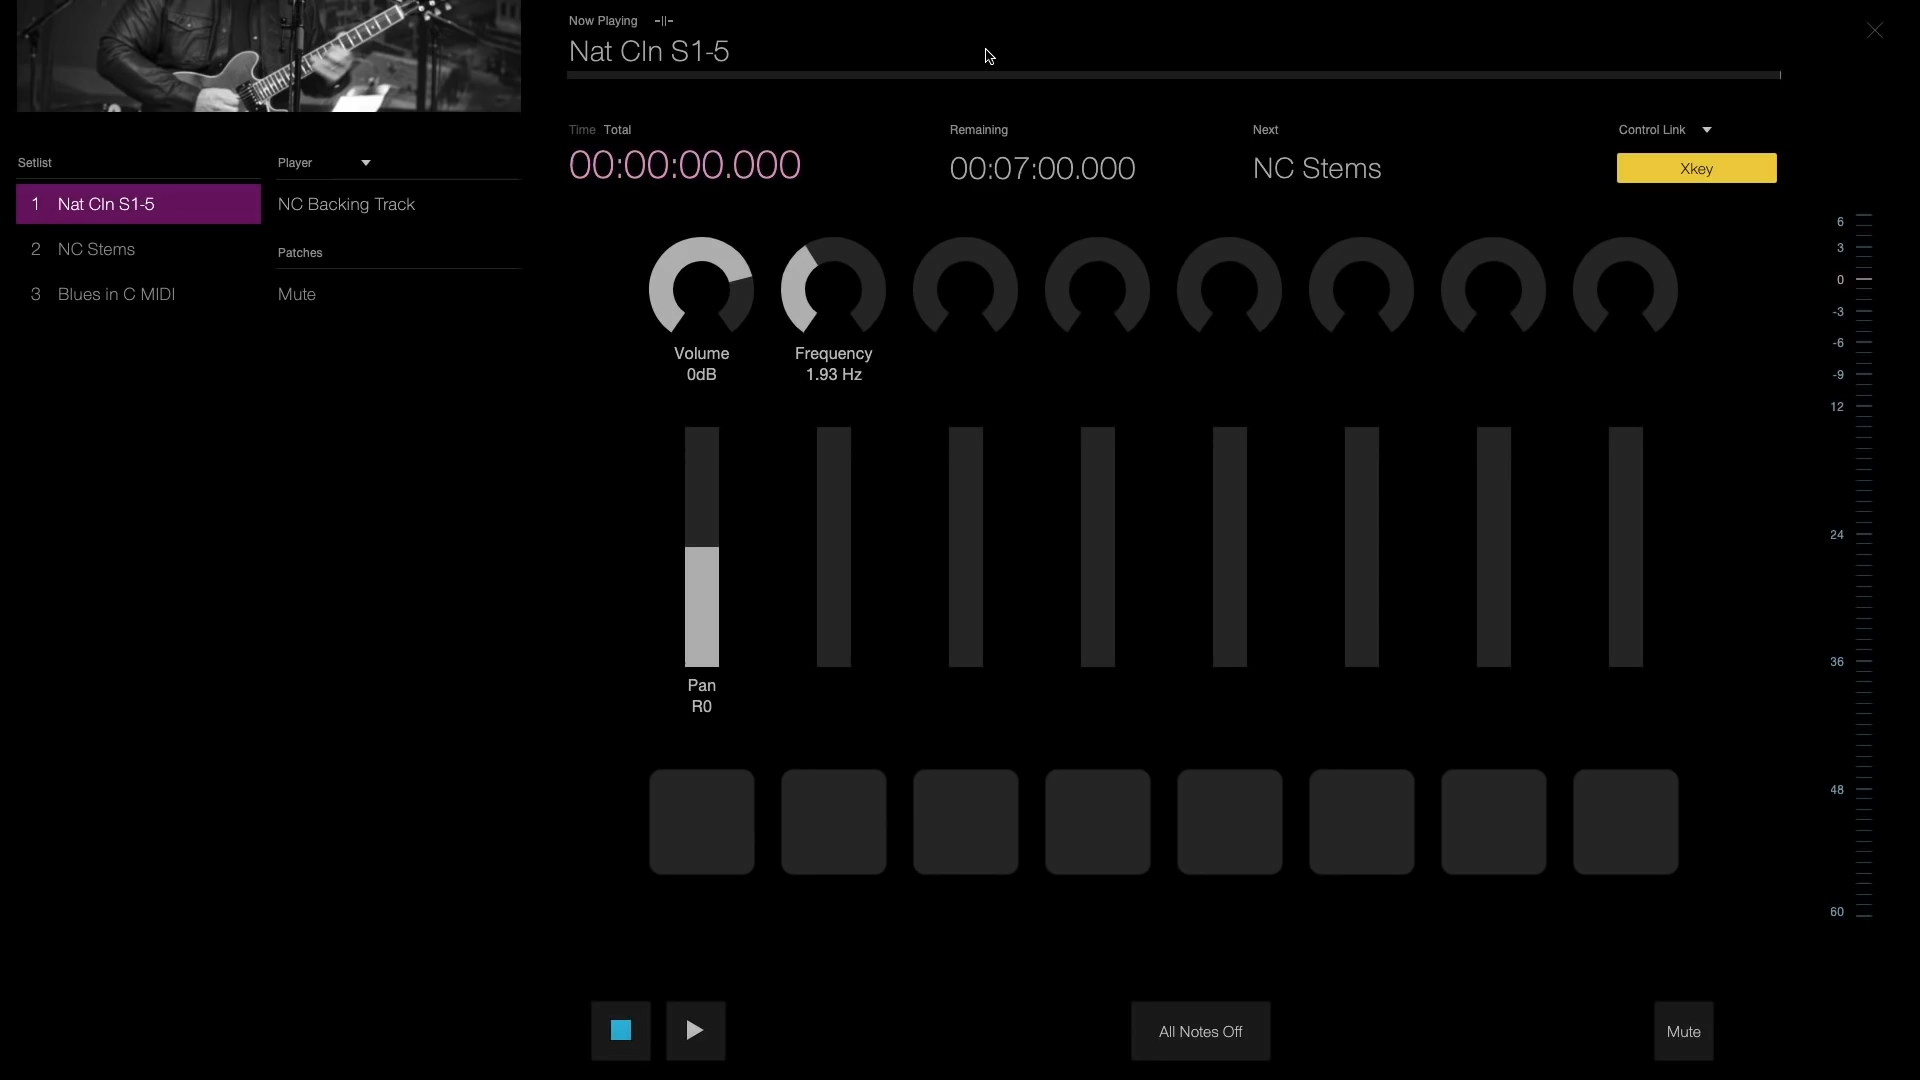 Now Playing
Nat Cln S1-5
Time Total
00:00:00.000
Remaining
00:07:00.000
Next
NC Stems
Control Link
Xkey
Setlist
1 Nat Cln S1-5
2 NC Stems
3 Blues in C MIDI
Player
NC Backing Track
Patches
Mute
Volume
0dB
Frequency
1.93 Hz
Pan
R0
6
3
0
-3
-6
-9
12
24
36
48
60
All Notes Off
Mute